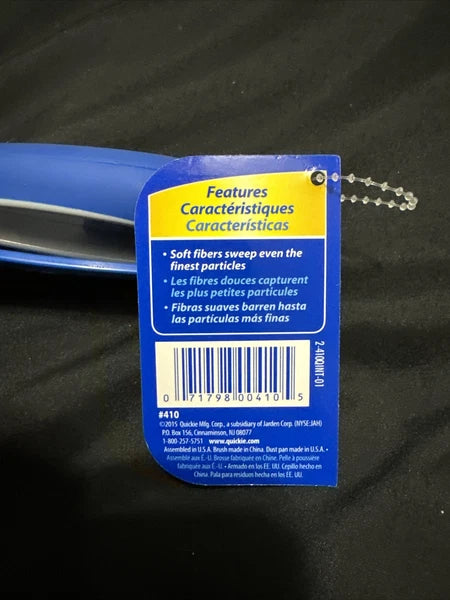 Features
Caractéristiques
Características
• Soft fibers sweep even the
finest particles
• Les fibres douces capturent
les plus petites particules
• Fibras suaves barren hasta
las partículas más finas
0 71798 00410 5
2-410QINT-01
#410
©2015 Quickie Mfg. Corp., a subsidiary of Jarden Corp. (NYSE:JAH)
P.O. Box 156, Cinnaminson, NJ 08077
1-800-257-5751 www.quickie.com
Assembled in U.S.A. Brush made in China. Dust pan made in U.S.A. •
Assemblé aux É.-U. Brosse fabriquée en Chine. Pelle à poussière
fabriquée aux É.-U. • Armado en los EE. UU. Cepillo hecho en
China. Pala para residuos hecha en los EE. UU.